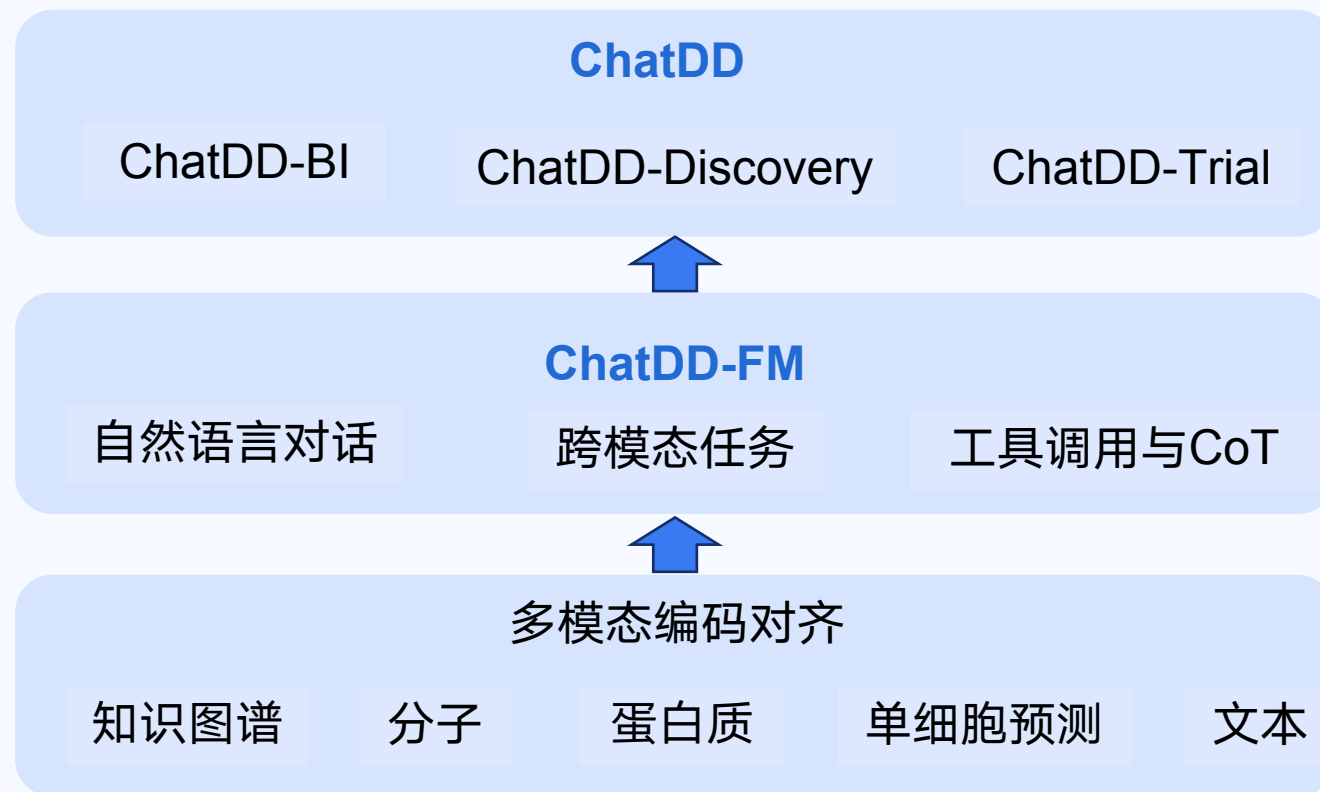 ChatDD
ChatDD-BI ChatDD-Discovery ChatDD-Trial
ChatDD-FM
自然语言对话 跨模态任务 工具调用与CoT
多模态编码对齐
知识图谱 分子 蛋白质 单细胞预测 文本